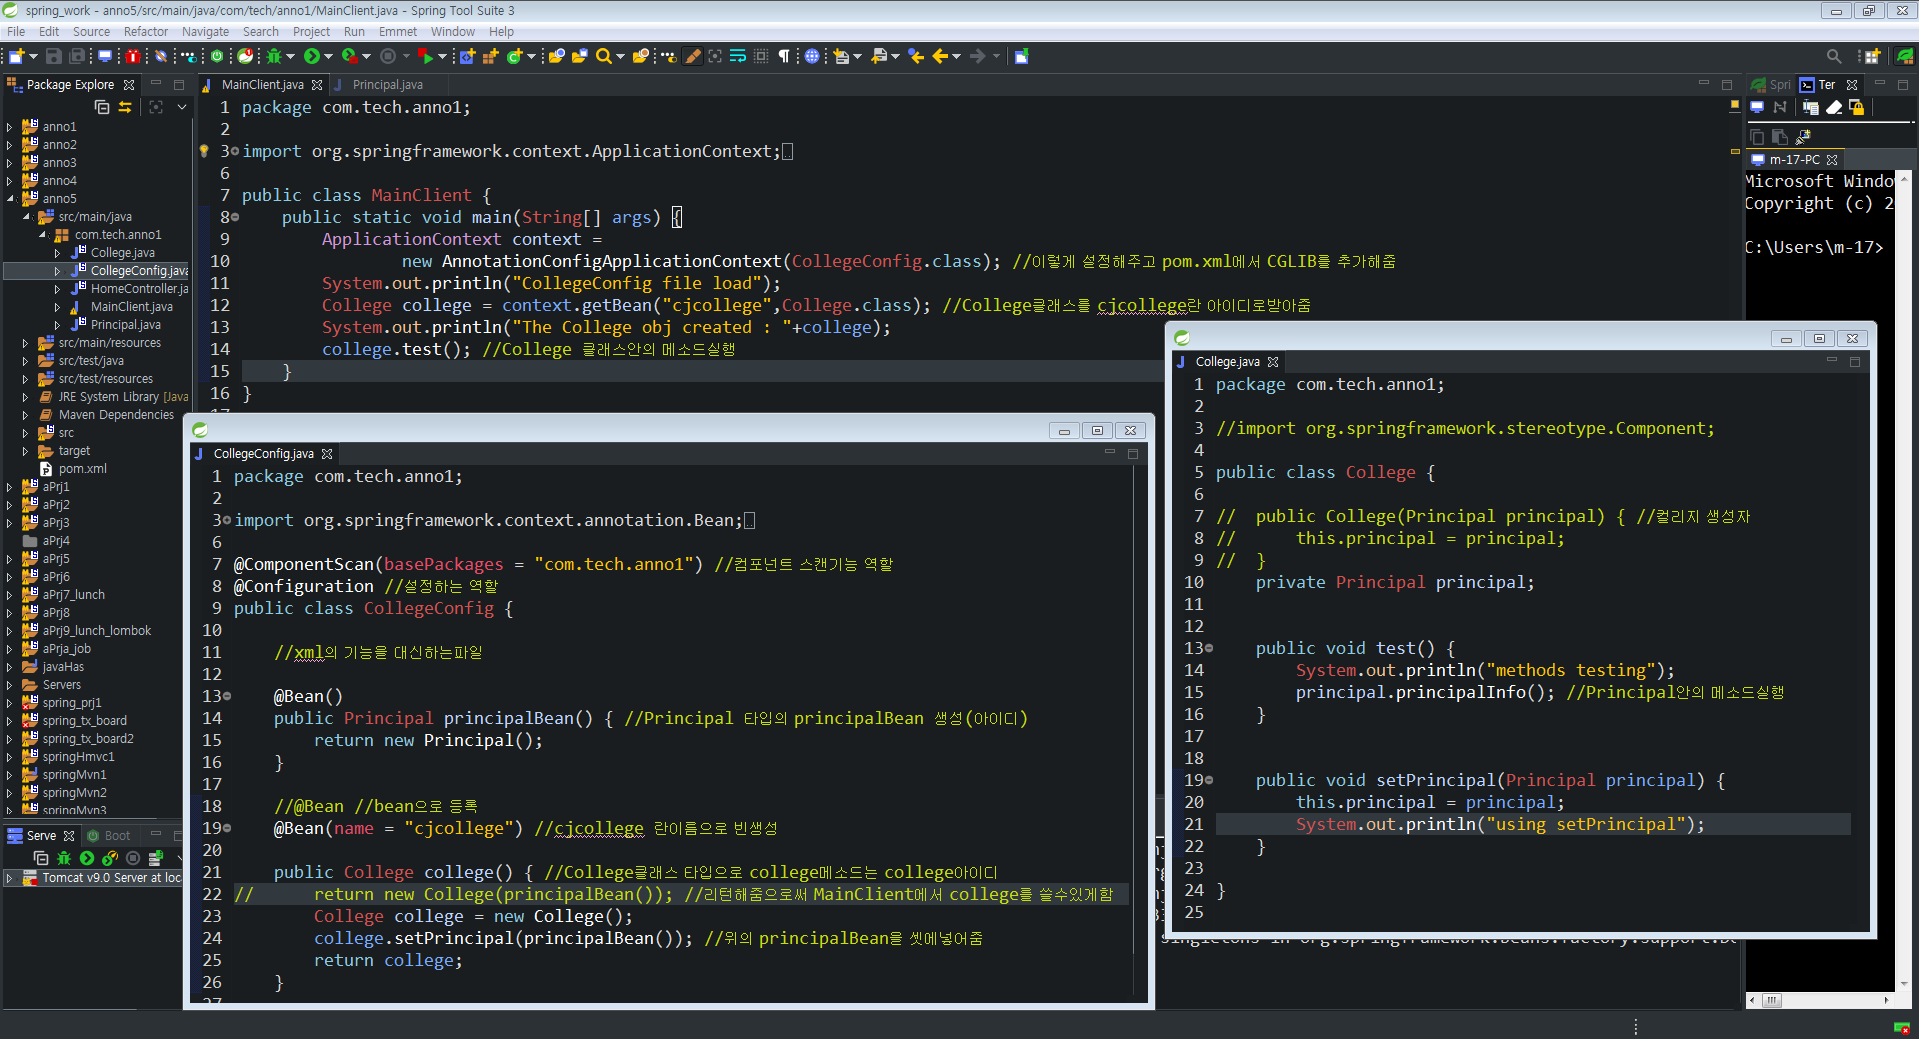 spring_work - anno5/src/main/java/com/tech/anno1/MainClient.java - Spring Tool Suite 3
File Edit Source Refactor Navigate Search Project Run Emmet Window Help
Package Explore
anno1
anno2
anno3
anno4
anno5
src/main/java
com.tech.anno1
College.java
CollegeConfig.java
HomeController.ja
MainClient.java
Principal.java
src/main/resources
src/test/java
src/test/resources
JRE System Library [Java
Maven Dependencies
src
target
pom.xml
aPrj1
aPrj2
aPrj3
aPrj4
aPrj5
aPrj6
aPrj7_lunch
aPrj8
aPrj9_lunch_lombok
aPrja_job
javaHas
Servers
spring_prj1
spring_tx_board
spring_tx_board2
springHmvc1
springMvn1
springMvn2
springMvn3
Serve Boot
Tomcat v9.0 Server at loca
MainClient.java Principal.java
1 package com.tech.anno1;
2
3 import org.springframework.context.ApplicationContext;
6
7 public class MainClient {
8 public static void main(String[] args) {
9 ApplicationContext context =
10 new AnnotationConfigApplicationContext(CollegeConfig.class); //이렇게 설정해주고 pom.xml에서 CGLIB를 추가해줌
11 System.out.println("CollegeConfig file load");
12 College college = context.getBean("cjcollege",College.class); //College클래스를 cjcollege란 아이디로받아줌
13 System.out.println("The College obj created : "+college);
14 college.test(); //College 클래스안의 메소드실행
15 }
16 }
CollegeConfig.java
1 package com.tech.anno1;
2
3 import org.springframework.context.annotation.Bean;
6
7 @ComponentScan(basePackages = "com.tech.anno1") //컴포넌트 스캔기능 역할
8 @Configuration //설정하는 역할
9 public class CollegeConfig {
10
11 //xml의 기능을 대신하는파일
12
13 @Bean()
14 public Principal principalBean() { //Principal 타입의 principalBean 생성(아이디)
15 return new Principal();
16 }
17
18 //@Bean //bean으로 등록
19 @Bean(name = "cjcollege") //cjcollege 란이름으로 빈생성
20
21 public College college() { //College클래스 타입으로 college메소드는 college아이디
22 // return new College(principalBean()); //리턴해줌으로써 MainClient에서 college를 쓸수있게함
23 College college = new College();
24 college.setPrincipal(principalBean()); //위의 principalBean을 셋에넣어줌
25 return college;
26 }
27
College.java
1 package com.tech.anno1;
2
3 //import org.springframework.stereotype.Component;
4
5 public class College {
6
7 // public College(Principal principal) { //컬리지 생성자
8 // this.principal = principal;
9 // }
10 private Principal principal;
11
12
13 public void test() {
14 System.out.println("methods testing");
15 principal.principalInfo(); //Principal안의 메소드실행
16 }
17
18
19 public void setPrincipal(Principal principal) {
20 this.principal = principal;
21 System.out.println("using setPrincipal");
22 }
23
24 }
25
Spri Ter
m-17-PC
Microsoft Windo
Copyright (c) 2
C:\Users\m-17>